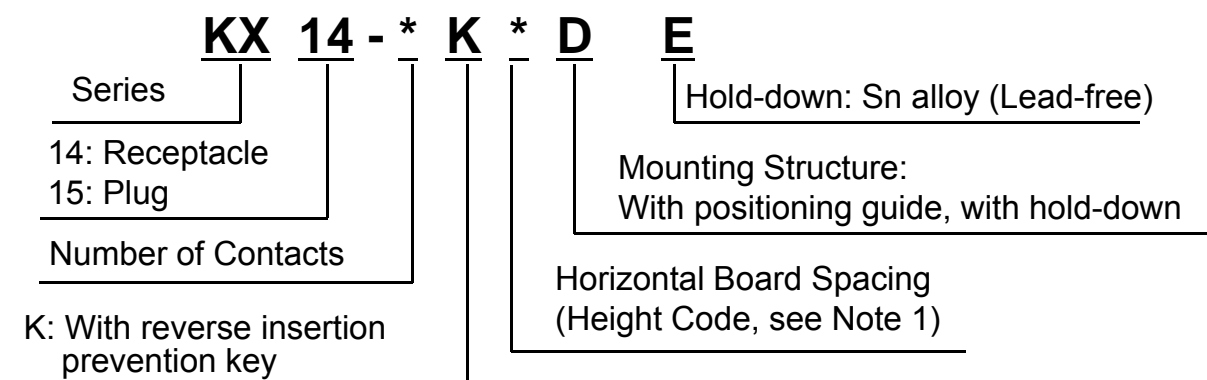 KX 14 - * K * D E
Series
Hold-down: Sn alloy (Lead-free)
14: Receptacle
15: Plug
Mounting Structure:
With positioning guide, with hold-down
Number of Contacts
Horizontal Board Spacing
(Height Code, see Note 1)
K: With reverse insertion
prevention key